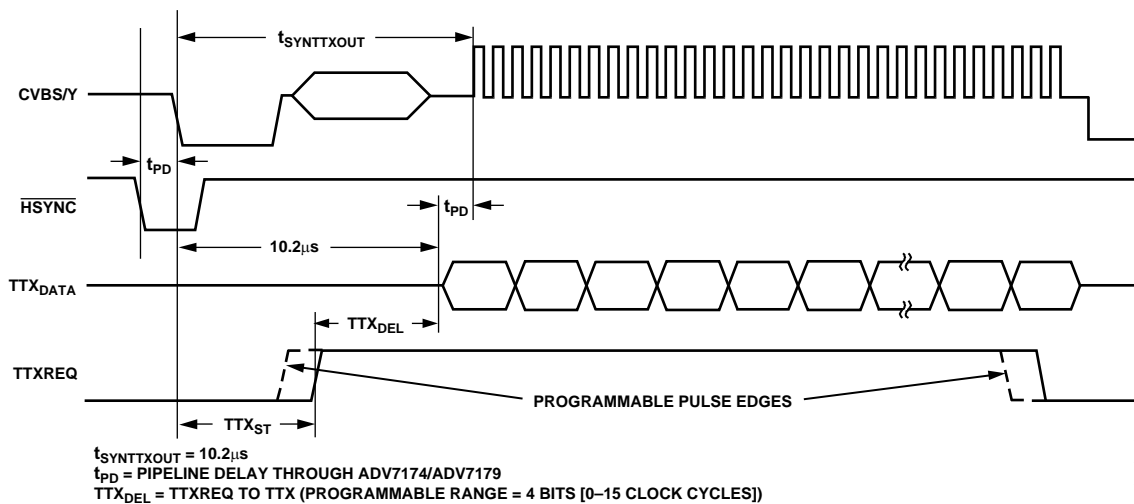 tSYNTTXOUT
CVBS/Y
tPD
HSYNC
tPD
10.2μs
TTXDATA
TTXDEL
TTXREQ
PROGRAMMABLE PULSE EDGES
TTXST
tSYNTTXOUT = 10.2μs
tPD = PIPELINE DELAY THROUGH ADV7174/ADV7179
TTXDEL = TTXREQ TO TTX (PROGRAMMABLE RANGE = 4 BITS [0–15 CLOCK CYCLES])